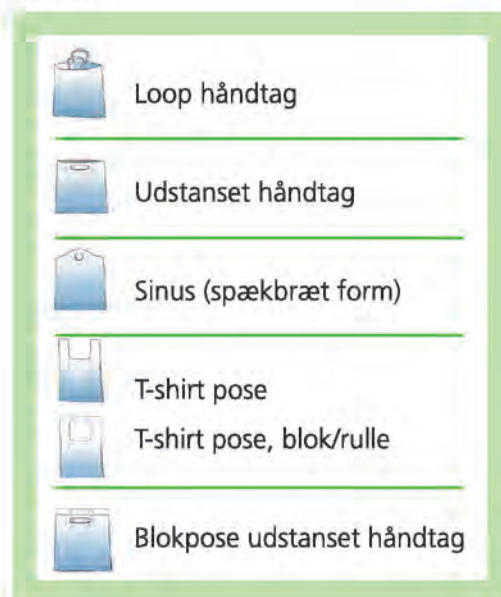 Loop håndtag
Udstanset håndtag
Sinus (spækbræt form)
T-shirt pose
T-shirt pose, blok/rulle
Blokpose udstanset håndtag